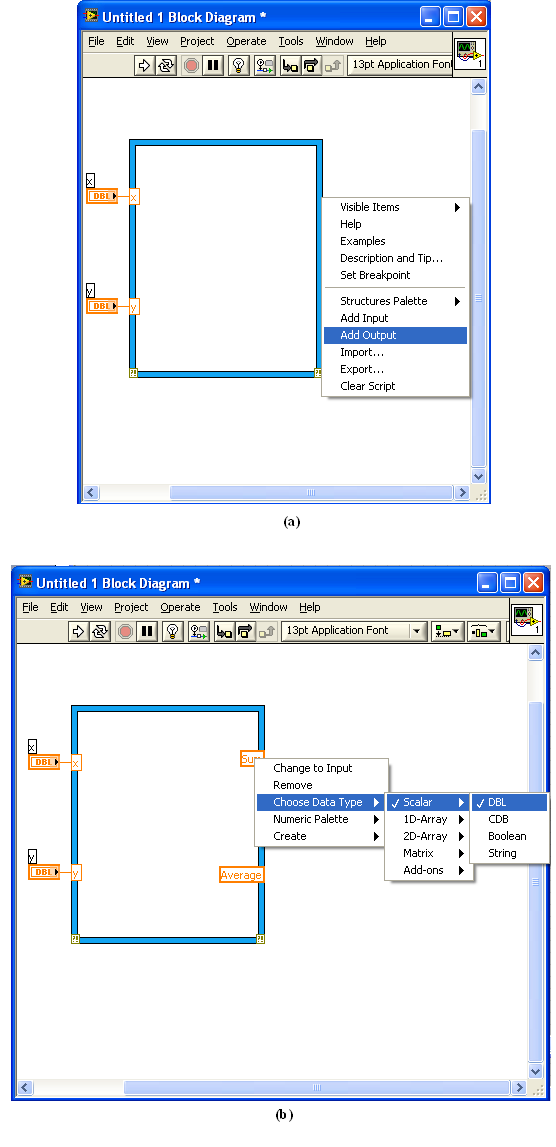 Untitled 1 Block Diagram *
File Edit View Project Operate Tools Window Help
13pt Application Font
1
x
DBL
x
Visible Items
Help
Examples
Description and Tip...
Set Breakpoint
y
DBL
y
Structures Palette
Add Input
Add Output
Import...
Export...
Clear Script
(a)
Untitled 1 Block Diagram *
File Edit View Project Operate Tools Window Help
13pt Application Font
1
x
DBL
x
Sum
Change to Input
Remove
Choose Data Type
Numeric Palette
Create
Scalar
1D-Array
2D-Array
Matrix
Add-ons
DBL
CDB
Boolean
String
y
DBL
y
Average
(b)